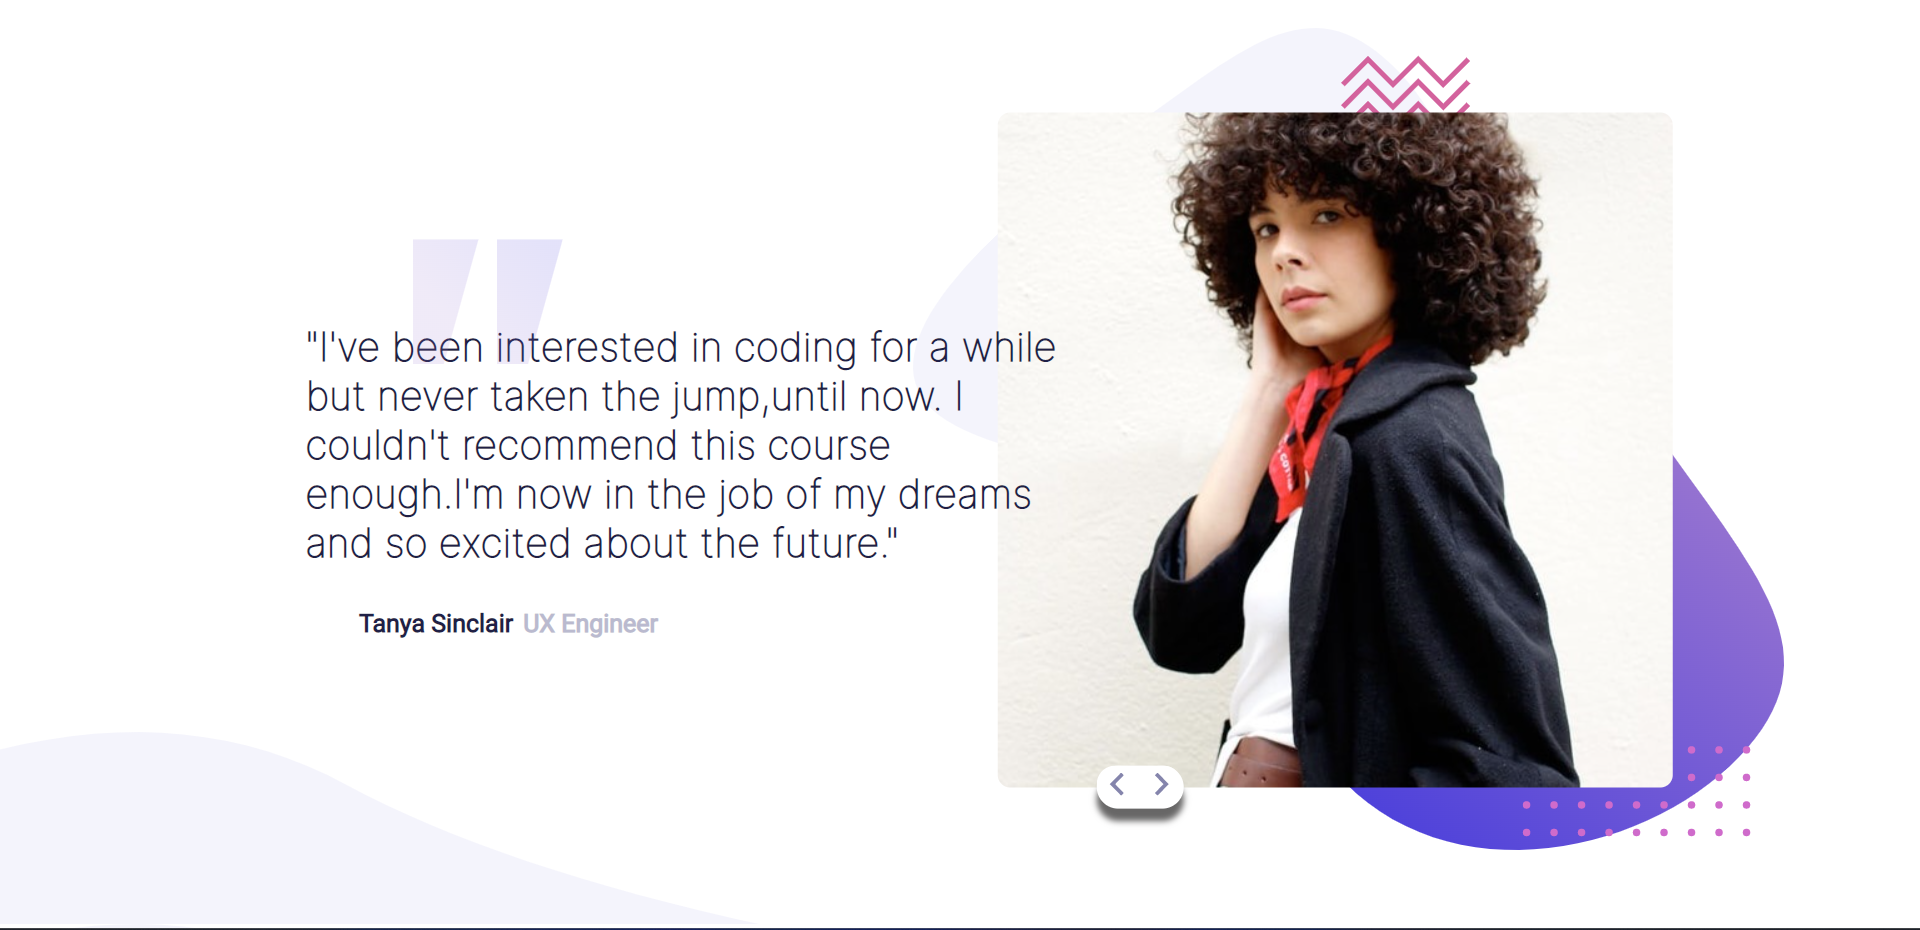 "I've been interested in coding for a while
but never taken the jump,until now. I
couldn't recommend this course
enough.I'm now in the job of my dreams
and so excited about the future."
Tanya Sinclair UX Engineer